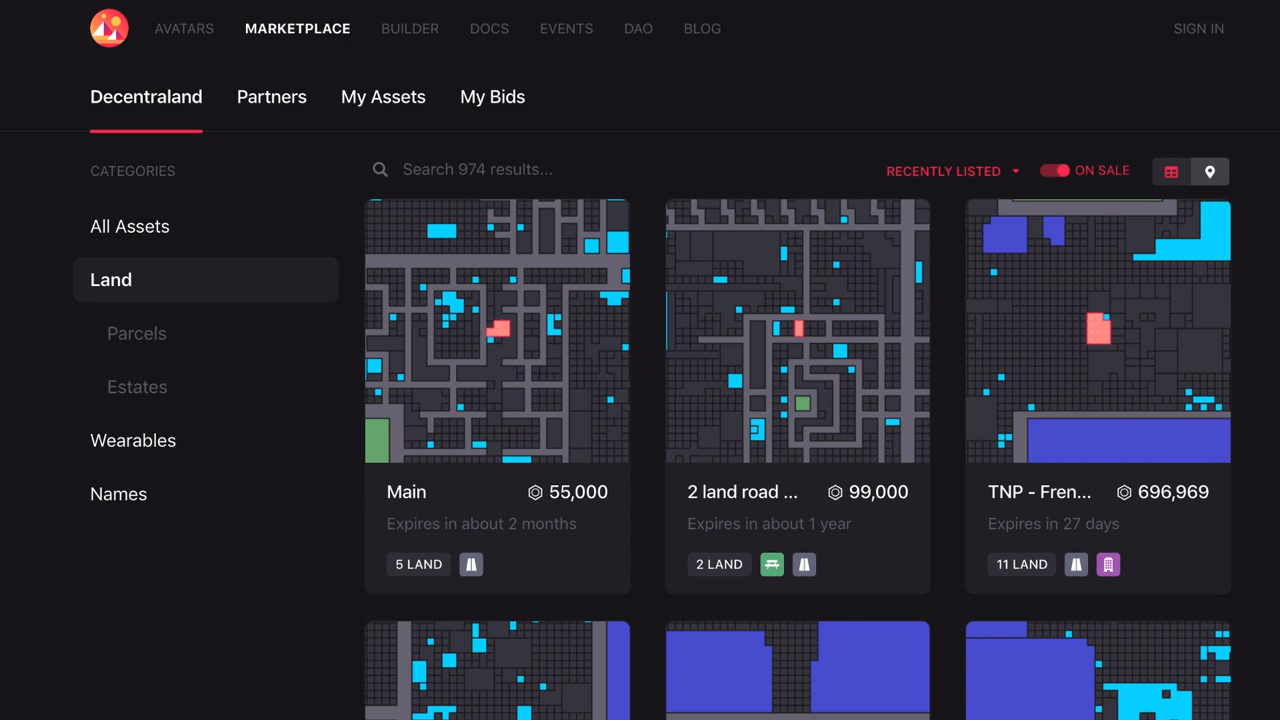 AVATARS MARKETPLACE BUILDER DOCS EVENTS DAO BLOG SIGN IN
Decentraland Partners My Assets My Bids
CATEGORIES
All Assets
Land
Parcels
Estates
Wearables
Names
Search 974 results...
RECENTLY LISTED ON SALE
Main 55,000
Expires in about 2 months
5 LAND
2 land road ... 99,000
Expires in about 1 year
2 LAND
TNP - Fren... 696,969
Expires in 27 days
11 LAND